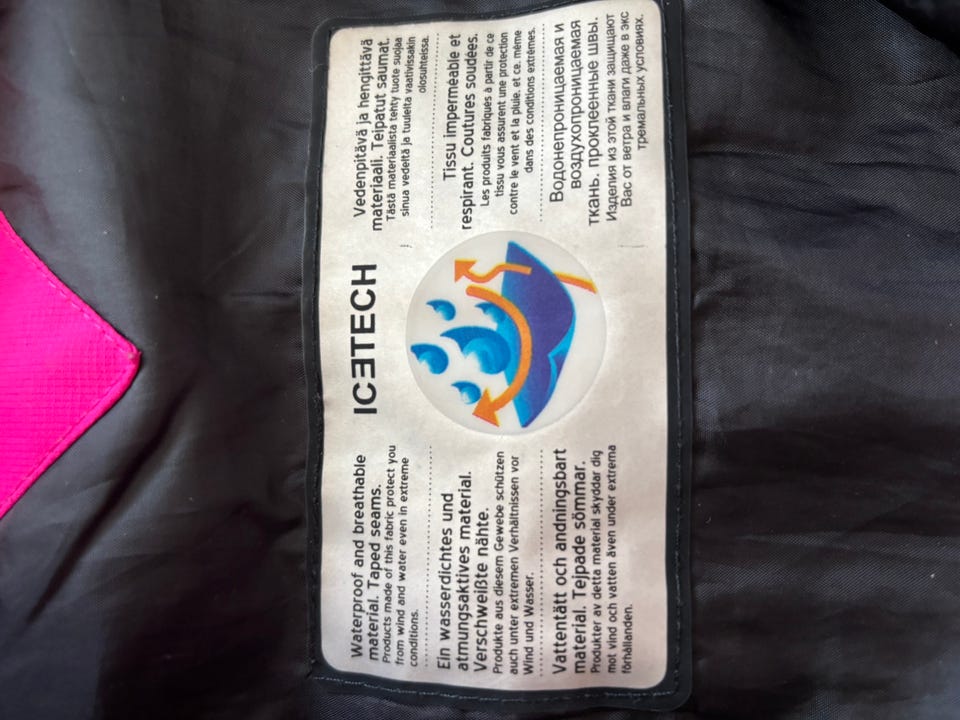 Waterproof and breathable
material. Taped seams.
Products made of this fabric protect you
from wind and water even in extreme
conditions.
Ein wasserdichtes und
atmungsaktives material.
Verschweißte nähte.
Produkte aus diesem Gewebe schützen
auch unter extremen Verhältnissen vor
Wind und Wasser.
Vattentätt och andningsbart
material. Tejpade sömmar.
Produkter av detta material skyddar dig
mot vind och vatten även under extrema
förhållanden.
ICƎTECH
Vedenpitävä ja hengittävä
materiaali. Teipatut saumat.
Tästä materiaalista tehty tuote suojaa
sinua vedeltä ja tuulelta vaativissakin
olosuhteissa.
Tissu imperméable et
respirant. Coutures soudées.
Les produits fabriqués à partir de ce
tissu vous assurent une protection
contre le vent et la pluie, et ce, même
dans des conditions extrêmes.
Водонепроницаемая и
воздухопроницаемая
ткань. проклеенные швы.
Изделия из этой ткани защищают
Вас от ветра и влаги даже в экс
тремальных условиях.